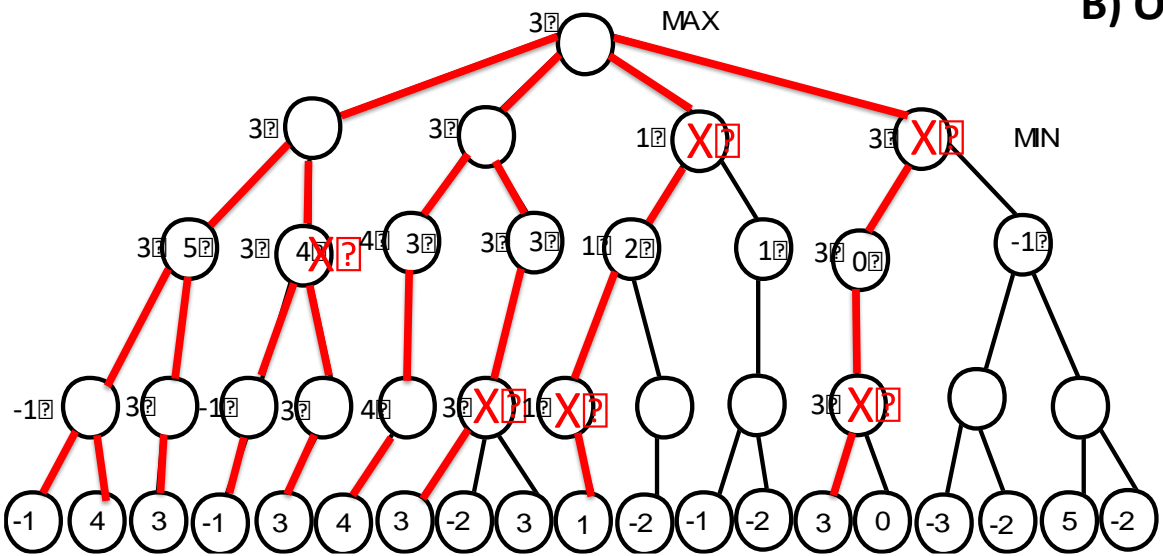 B) O
3⍰ MAX
3⍰ 3⍰ 1⍰ X⍰ 3⍰ X⍰ MIN
3⍰ 5⍰ 3⍰ 4⍰ X⍰ 4⍰ 3⍰ 3⍰ 3⍰ 1⍰ 2⍰ 1⍰ 3⍰ 0⍰ -1⍰
-1⍰ 3⍰ -1⍰ 3⍰ 4⍰ 3⍰ X⍰ 1⍰ X⍰ 3⍰ X⍰
-1 4 3 -1 3 4 3 -2 3 1 -2 -1 -2 3 0 -3 -2 5 -2